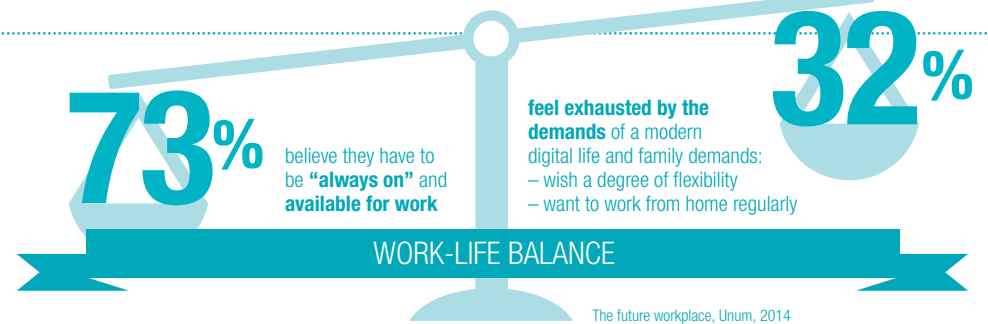 73%
believe they have to
be “always on” and
available for work
32%
feel exhausted by the
demands of a modern
digital life and family demands:
– wish a degree of flexibility
– want to work from home regularly
WORK-LIFE BALANCE
The future workplace, Unum, 2014